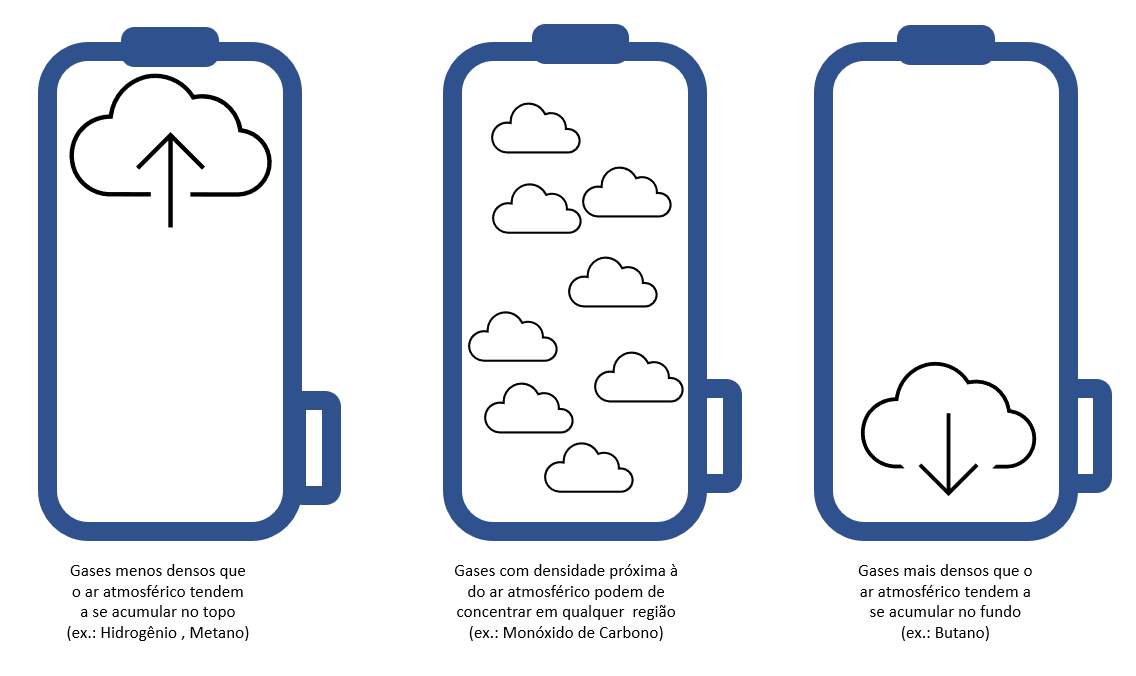 Gases menos densos que
o ar atmosférico tendem
a se acumular no topo
(ex.: Hidrogênio , Metano)
Gases com densidade próxima à
do ar atmosférico podem de
concentrar em qualquer região
(ex.: Monóxido de Carbono)
Gases mais densos que o
ar atmosférico tendem a
se acumular no fundo
(ex.: Butano)